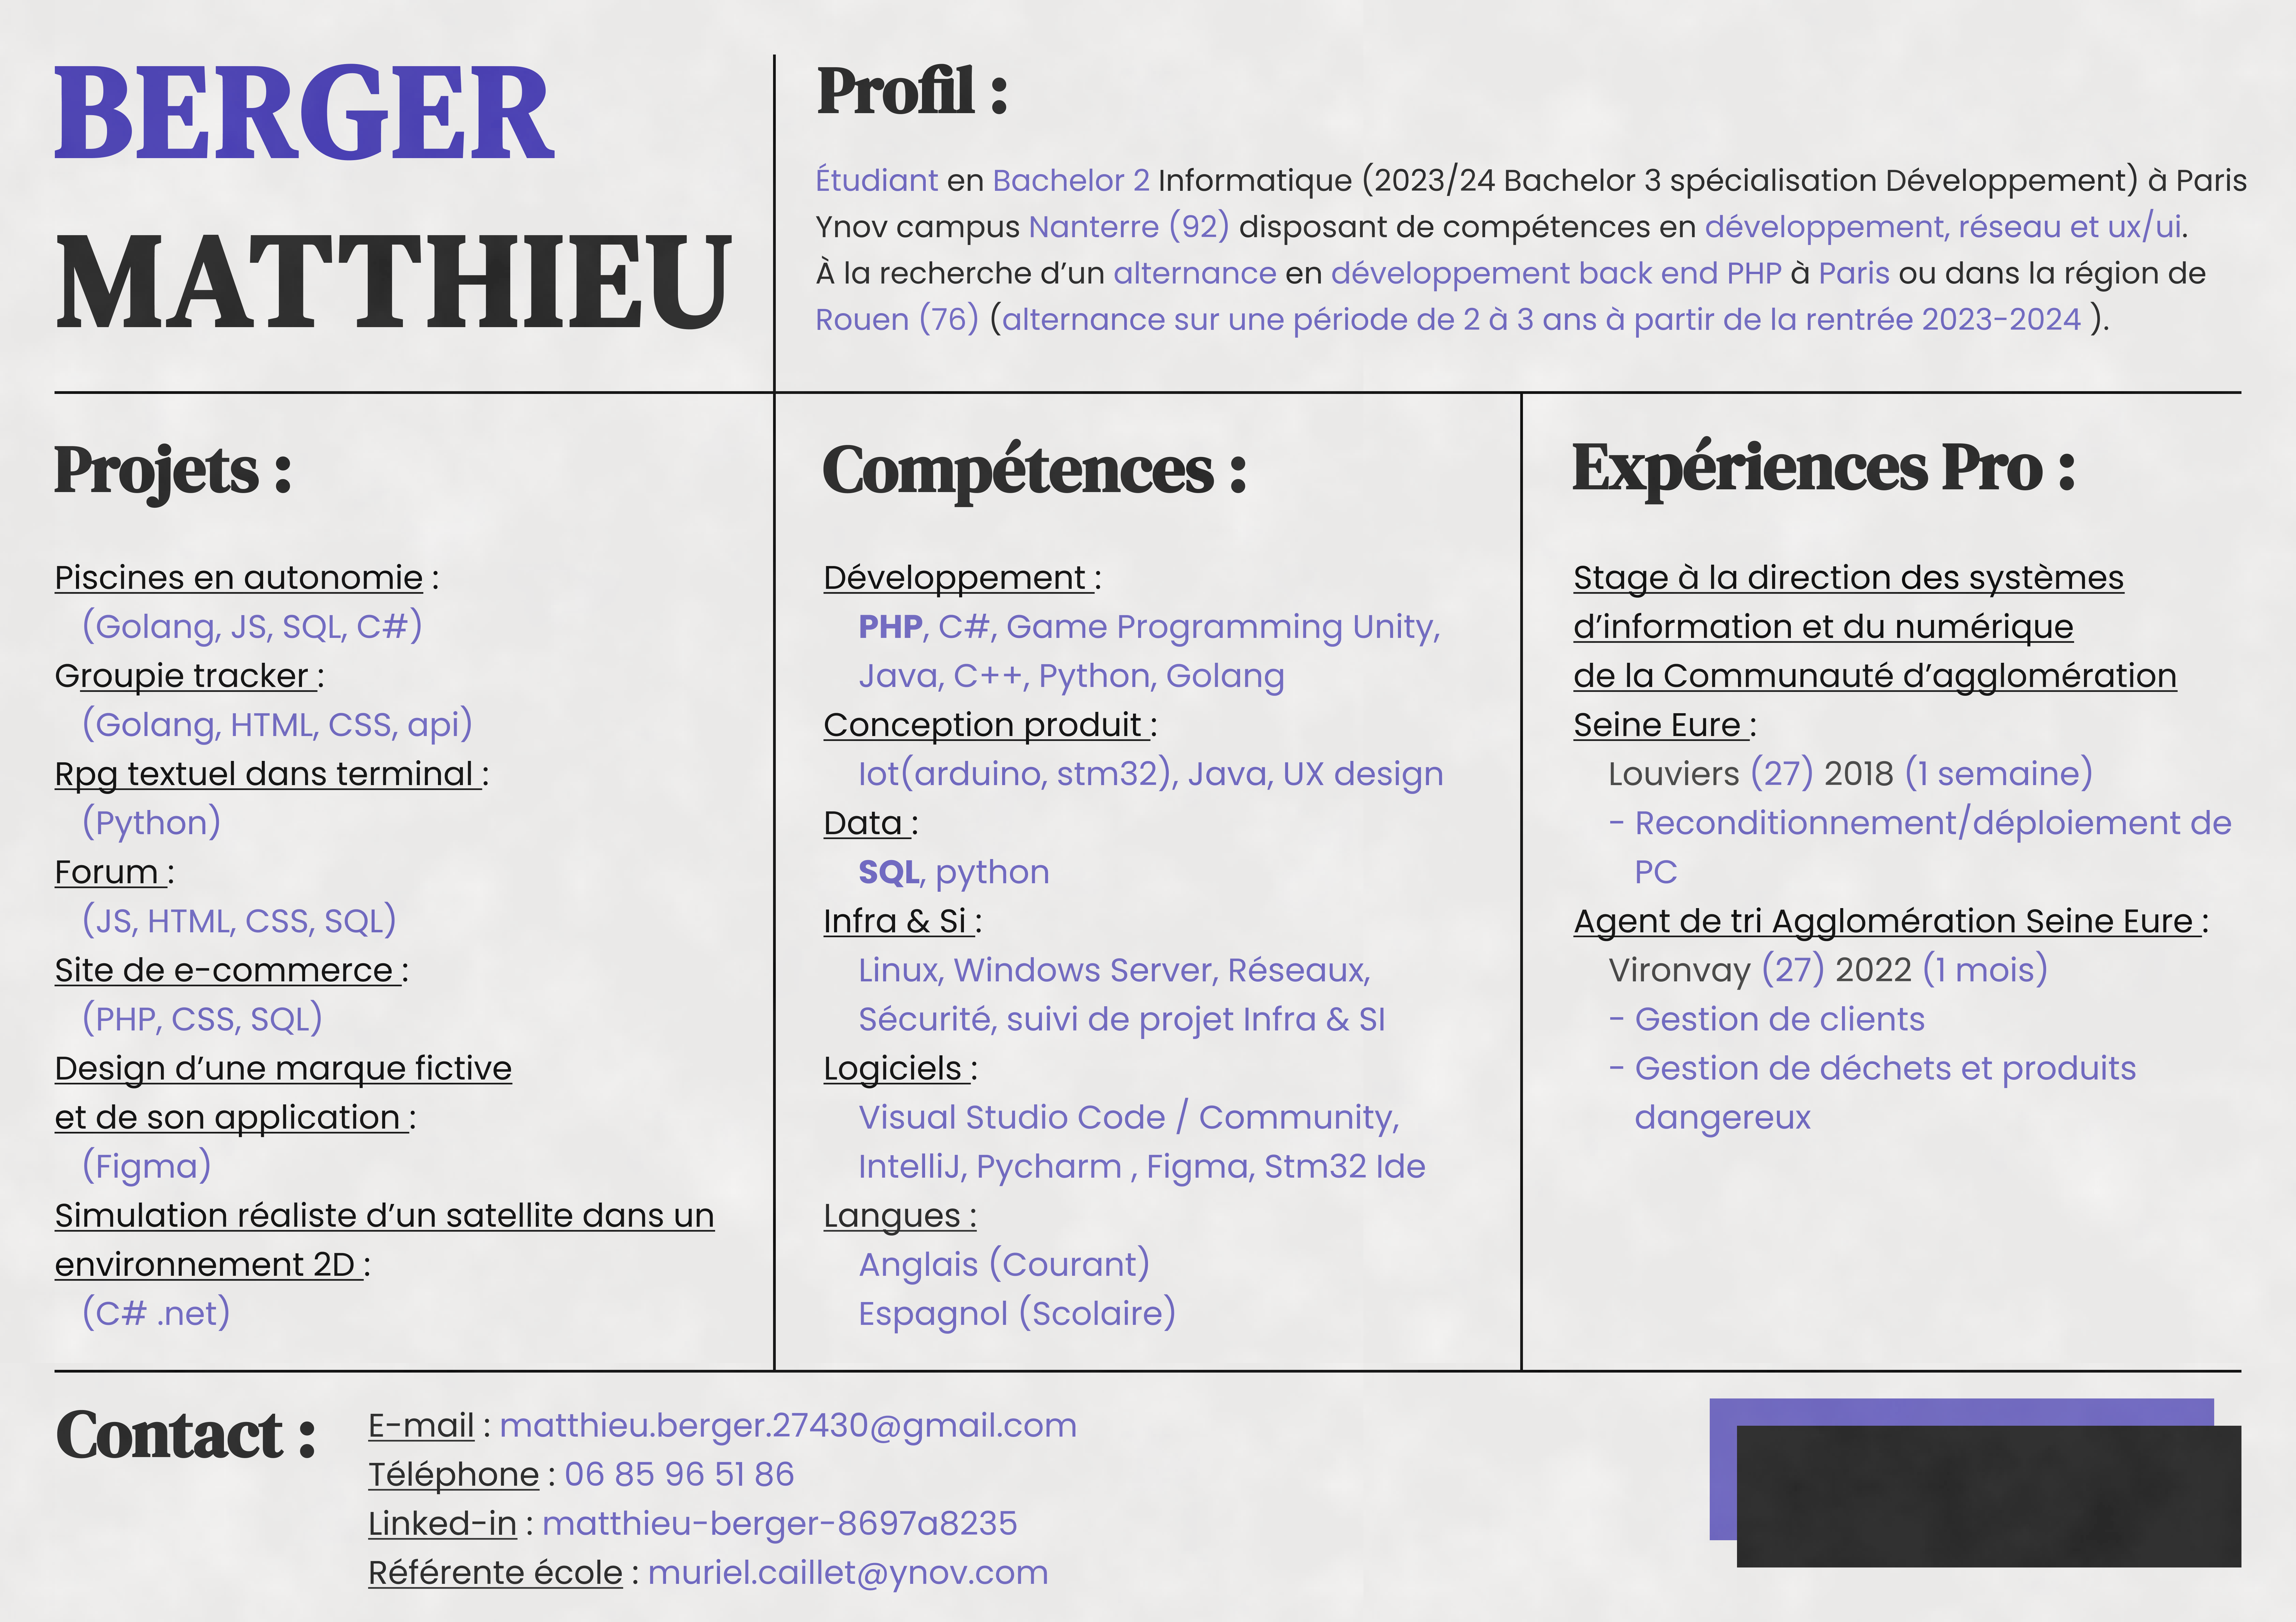 BERGER
MATTHIEU
Profil :
Étudiant en Bachelor 2 Informatique (2023/24 Bachelor 3 spécialisation Développement) à Paris
Ynov campus Nanterre (92) disposant de compétences en développement, réseau et ux/ui.
À la recherche d’un alternance en développement back end PHP à Paris ou dans la région de
Rouen (76) (alternance sur une période de 2 à 3 ans à partir de la rentrée 2023-2024 ).
Projets :
Piscines en autonomie :
(Golang, JS, SQL, C#)
Groupie tracker :
(Golang, HTML, CSS, api)
Rpg textuel dans terminal :
(Python)
Forum :
(JS, HTML, CSS, SQL)
Site de e-commerce :
(PHP, CSS, SQL)
Design d’une marque fictive
et de son application :
(Figma)
Simulation réaliste d’un satellite dans un
environnement 2D :
(C# .net)
Compétences :
Développement :
PHP, C#, Game Programming Unity,
Java, C++, Python, Golang
Conception produit :
Iot(arduino, stm32), Java, UX design
Data :
SQL, python
Infra & Si :
Linux, Windows Server, Réseaux,
Sécurité, suivi de projet Infra & SI
Logiciels :
Visual Studio Code / Community,
IntelliJ, Pycharm , Figma, Stm32 Ide
Langues :
Anglais (Courant)
Espagnol (Scolaire)
Expériences Pro :
Stage à la direction des systèmes
d’information et du numérique
de la Communauté d’agglomération
Seine Eure :
Louviers (27) 2018 (1 semaine)
- Reconditionnement/déploiement de
PC
Agent de tri Agglomération Seine Eure :
Vironvay (27) 2022 (1 mois)
- Gestion de clients
- Gestion de déchets et produits
dangereux
Contact :
E-mail : matthieu.berger.27430@gmail.com
Téléphone : 06 85 96 51 86
Linked-in : matthieu-berger-8697a8235
Référente école : muriel.caillet@ynov.com